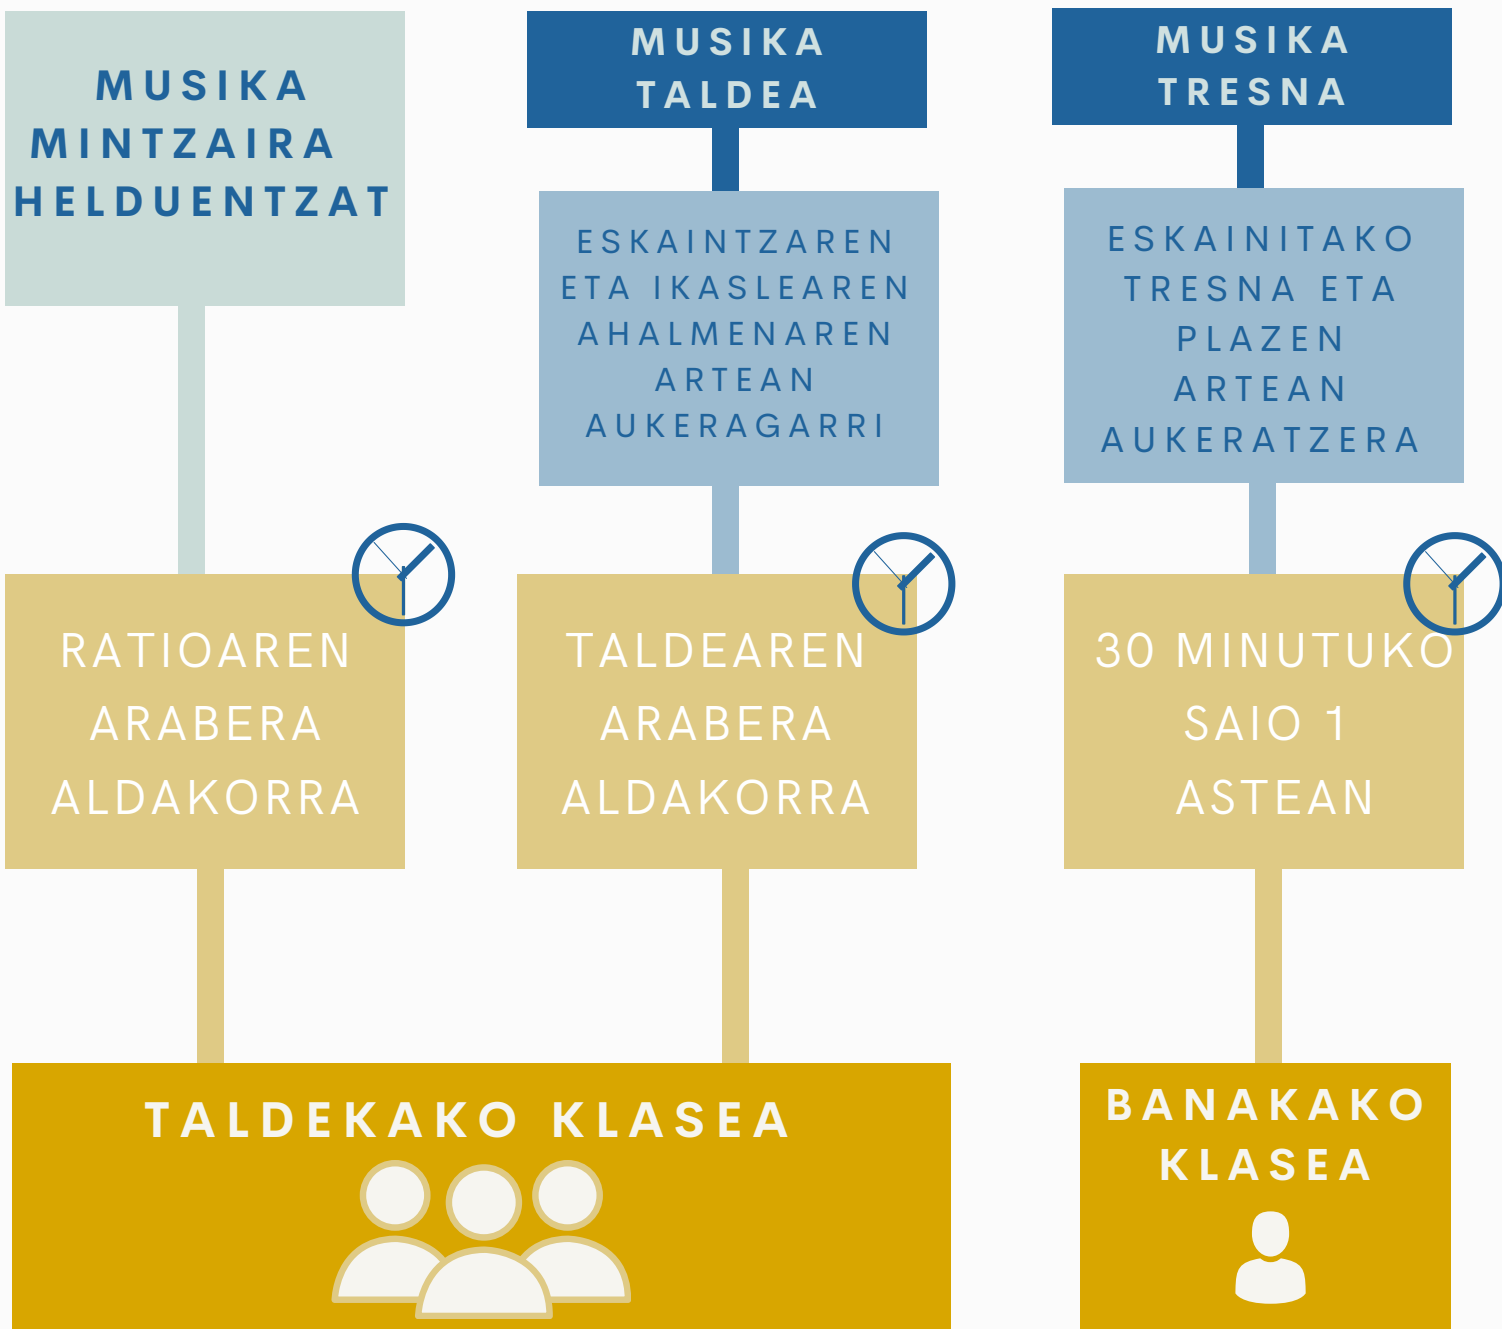 MUSIKA
MINTZAIRA
HELDUENTZAT
MUSIKA
TALDEA
MUSIKA
TRESNA
ESKAINTZAREN
ETA IKASLEAREN
AHALMENAREN
ARTEAN
AUKERAGARRI
ESKAINITAKO
TRESNA ETA
PLAZEN
ARTEAN
AUKERATZERA
RATIOAREN
ARABERA
ALDAKORRA
TALDEAREN
ARABERA
ALDAKORRA
30 MINUTUKO
SAIO 1
ASTEAN
TALDEKAKO KLASEA
BANAKAKO
KLASEA